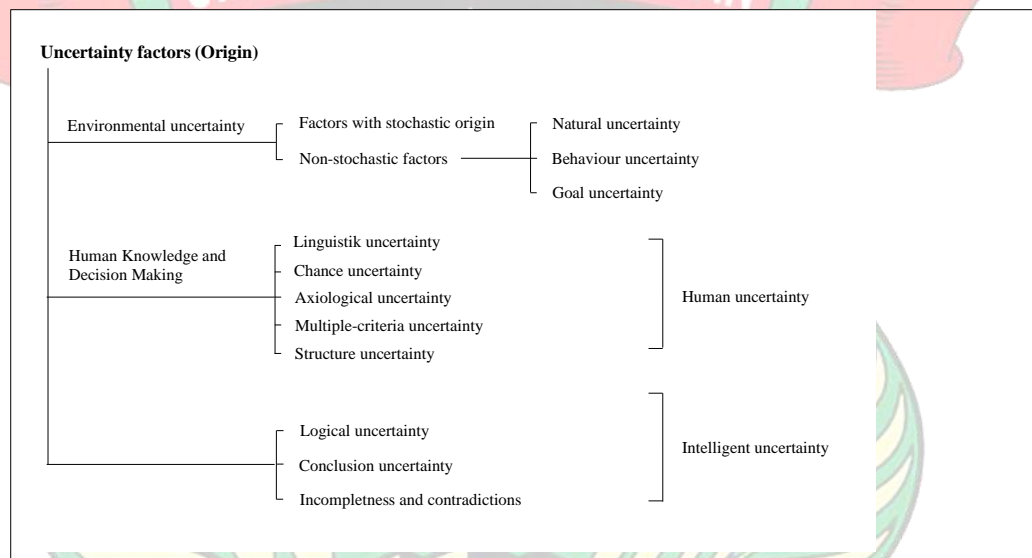 Uncertainty factors (Origin)
Environmental uncertainty
Factors with stochastic origin
Non-stochastic factors
Natural uncertainty
Behaviour uncertainty
Goal uncertainty
Human Knowledge and
Decision Making
Linguistik uncertainty
Chance uncertainty
Axiological uncertainty
Multiple-criteria uncertainty
Structure uncertainty
Human uncertainty
Logical uncertainty
Conclusion uncertainty
Incompletness and contradictions
Intelligent uncertainty